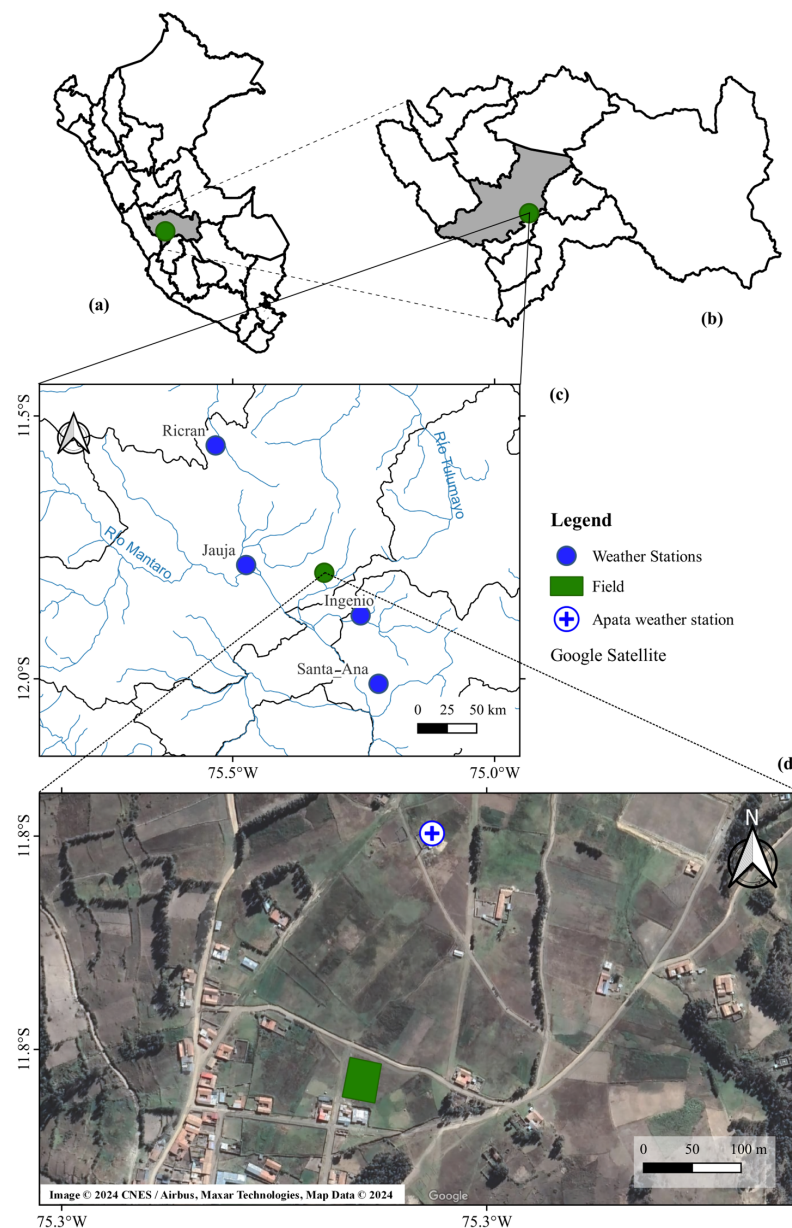 (a)
(b)
(c)
11.5°S
Ricran
Río Tulumayo
Río Mantaro
Jauja
Ingenio
Santa_Ana
12.0°S
0 25 50 km
75.5°W 75.0°W
Legend
Weather Stations
Field
Apata weather station
Google Satellite
(d
11.8°S
N
11.8°S
0 50 100 m
Image © 2024 CNES / Airbus, Maxar Technologies, Map Data © 2024
Google
75.3°W 75.3°W